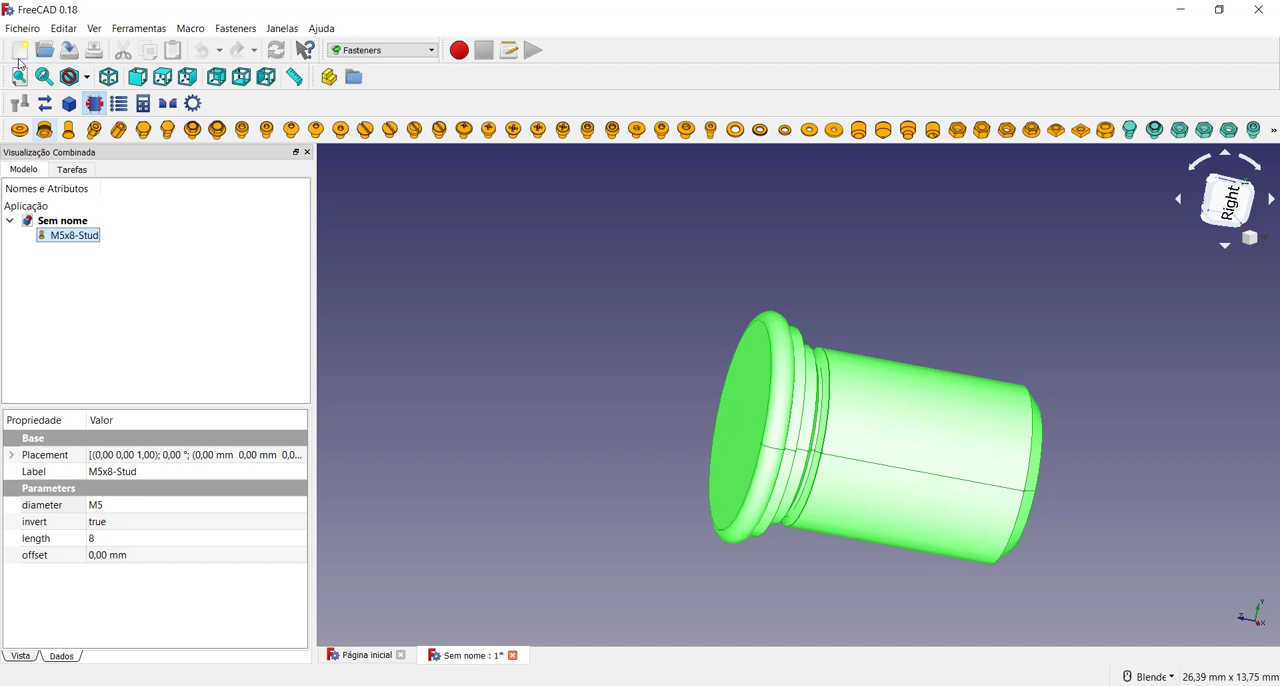 FreeCAD 0.18
Ficheiro Editar Ver Ferramentas Macro Fasteners Janelas Ajuda
Fasteners
Visualização Combinada
Modelo Tarefas
Nomes e Atributos
Aplicação
Sem nome
M5x8-Stud
Propriedade Valor
Base
Placement [(0,00 0,00 1,00); 0,00 °; (0,00 mm 0,00 mm 0,0...
Label M5x8-Stud
Parameters
diameter M5
invert true
length 8
offset 0,00 mm
Vista Dados
Right
Y
Z
X
Página inicial Sem nome : 1*
Blende 26,39 mm x 13,75 mm